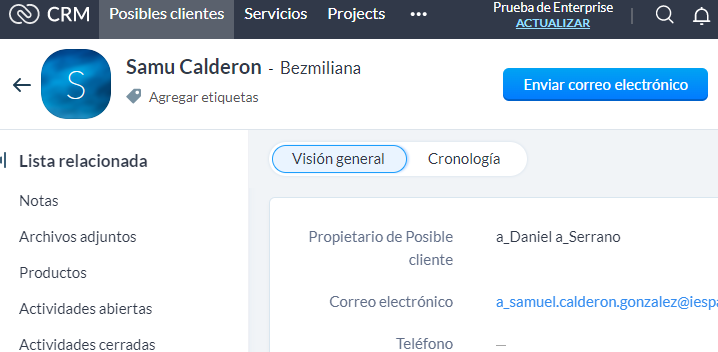 CRM Posibles clientes Servicios Projects ••• Prueba de Enterprise
ACTUALIZAR
S Samu Calderon - Bezmiliana
Agregar etiquetas
Enviar correo electrónico
Lista relacionada
Notas
Archivos adjuntos
Productos
Actividades abiertas
Actividades cerradas
Visión general Cronología
Propietario de Posible
cliente
a_Daniel a_Serrano
Correo electrónico a_samuel.calderon.gonzalez@iespa
Teléfono —